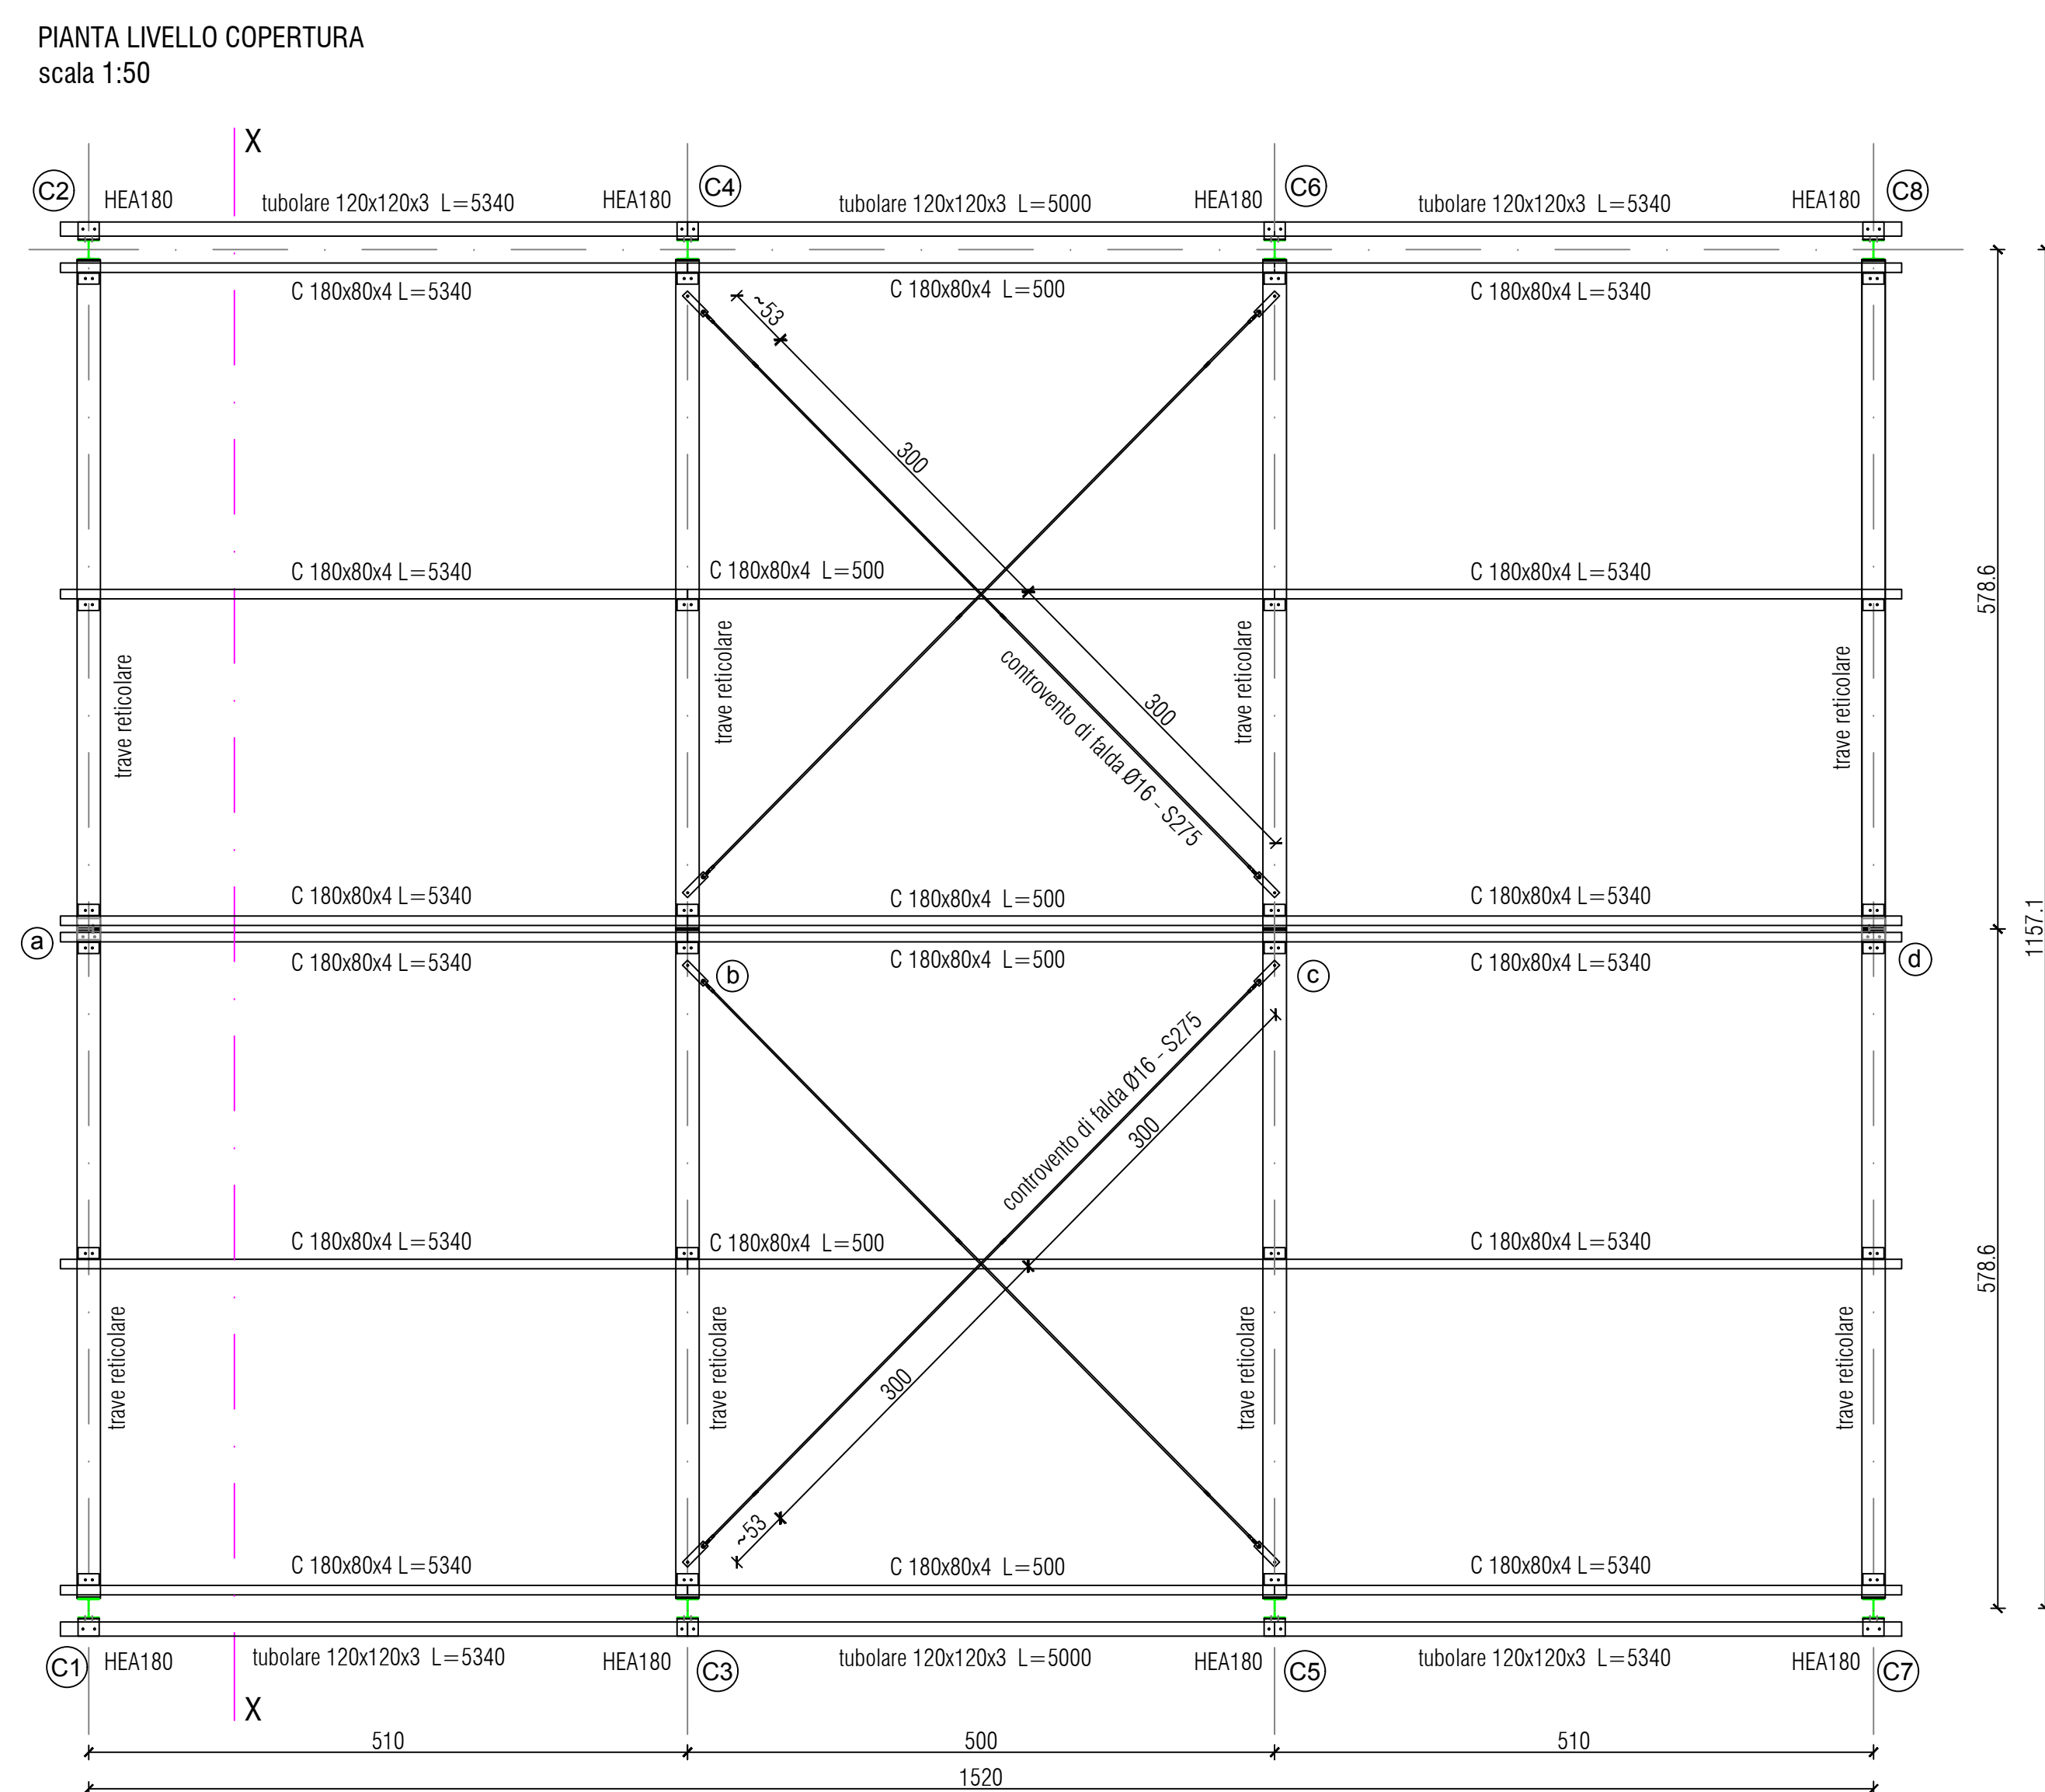 PIANTA LIVELLO COPERTURA
scala 1:50
X
C2
HEA180
tubolare 120x120x3 L=5340
HEA180
C4
tubolare 120x120x3 L=5000
HEA180
C6
tubolare 120x120x3 L=5340
HEA180
C8
C 180x80x4 L=5340
C 180x80x4 L=500
C 180x80x4 L=5340
~53
300
C 180x80x4 L=5340
C 180x80x4 L=500
C 180x80x4 L=5340
578.6
trave reticolare
trave reticolare
trave reticolare
trave reticolare
controvento di falda Ø16 - S275
300
C 180x80x4 L=5340
C 180x80x4 L=500
C 180x80x4 L=5340
1157.1
a
C 180x80x4 L=5340
b
C 180x80x4 L=500
c
C 180x80x4 L=5340
d
controvento di falda Ø16 - S275
300
C 180x80x4 L=5340
C 180x80x4 L=500
C 180x80x4 L=5340
578.6
trave reticolare
trave reticolare
trave reticolare
trave reticolare
300
~53
C 180x80x4 L=5340
C 180x80x4 L=500
C 180x80x4 L=5340
C1
HEA180
tubolare 120x120x3 L=5340
HEA180
C3
tubolare 120x120x3 L=5000
HEA180
C5
tubolare 120x120x3 L=5340
HEA180
C7
X
510
500
510
1520